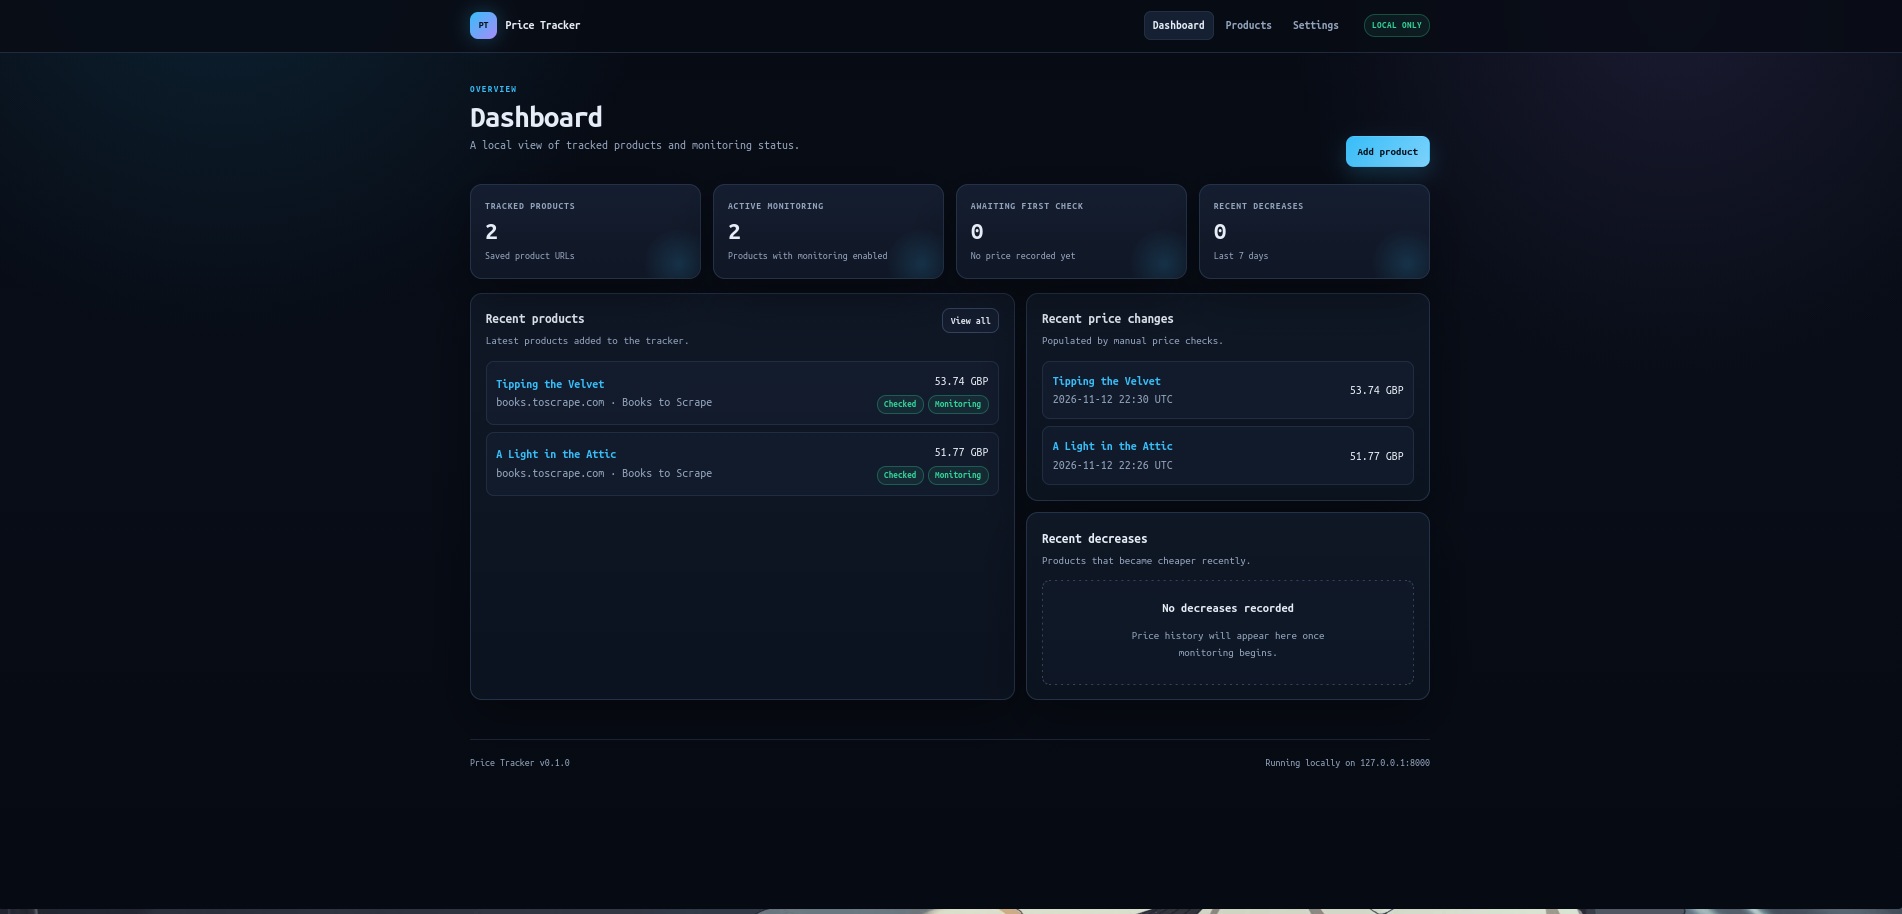 PT Price Tracker
Dashboard Products Settings LOCAL ONLY
OVERVIEW
Dashboard
A local view of tracked products and monitoring status.
Add product
TRACKED PRODUCTS
2
Saved product URLs
ACTIVE MONITORING
2
Products with monitoring enabled
AWAITING FIRST CHECK
0
No price recorded yet
RECENT DECREASES
0
Last 7 days
Recent products
View all
Latest products added to the tracker.
Tipping the Velvet
books.toscrape.com · Books to Scrape
53.74 GBP
Checked Monitoring
A Light in the Attic
books.toscrape.com · Books to Scrape
51.77 GBP
Checked Monitoring
Recent price changes
Populated by manual price checks.
Tipping the Velvet
2026-11-12 22:30 UTC
53.74 GBP
A Light in the Attic
2026-11-12 22:26 UTC
51.77 GBP
Recent decreases
Products that became cheaper recently.
No decreases recorded
Price history will appear here once
monitoring begins.
Price Tracker v0.1.0
Running locally on 127.0.0.1:8000